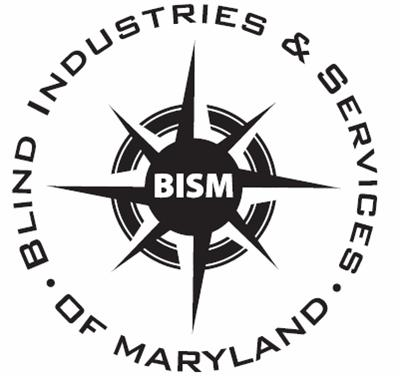 Blind Industries & Services
• of Maryland •
BISM